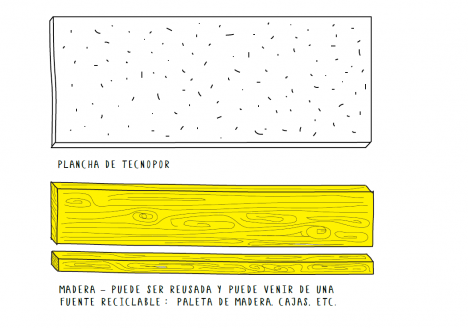 PLANCHA DE TECNOPOR
MADERA – PUEDE SER REUSADA Y PUEDE VENIR DE UNA
FUENTE RECICLABLE: PALETA DE MADERA, CAJAS, ETC.